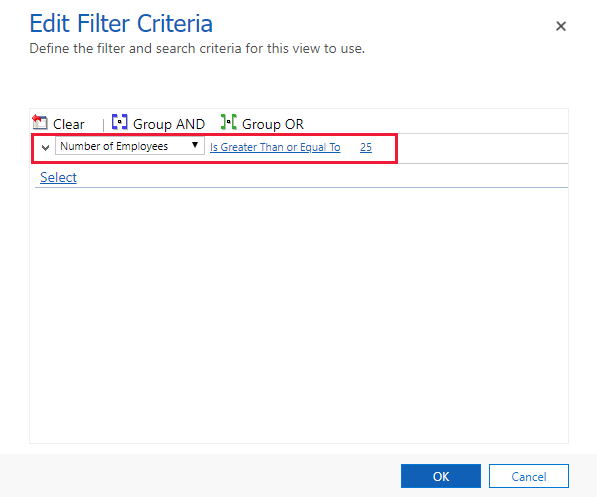 Edit Filter Criteria
Define the filter and search criteria for this view to use.
Clear | Group AND Group OR
Number of Employees Is Greater Than or Equal To 25
Select
OK Cancel